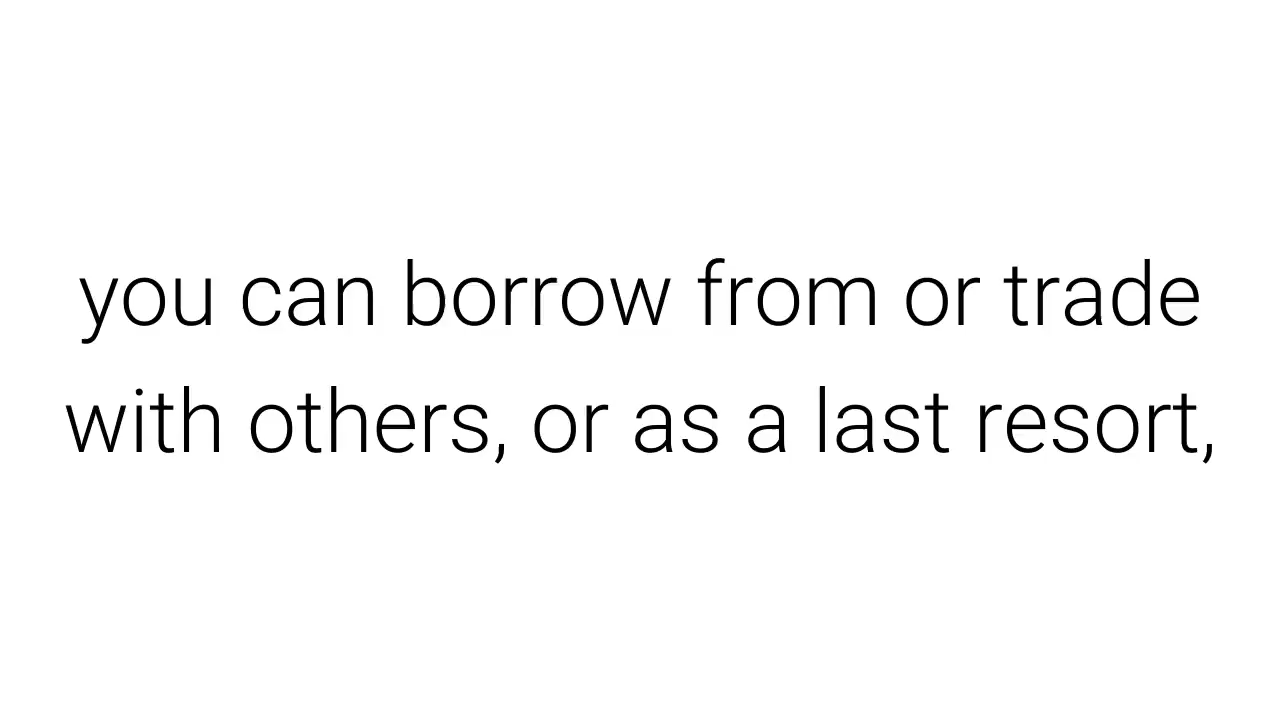 you can borrow from or trade
with others, or as a last resort,